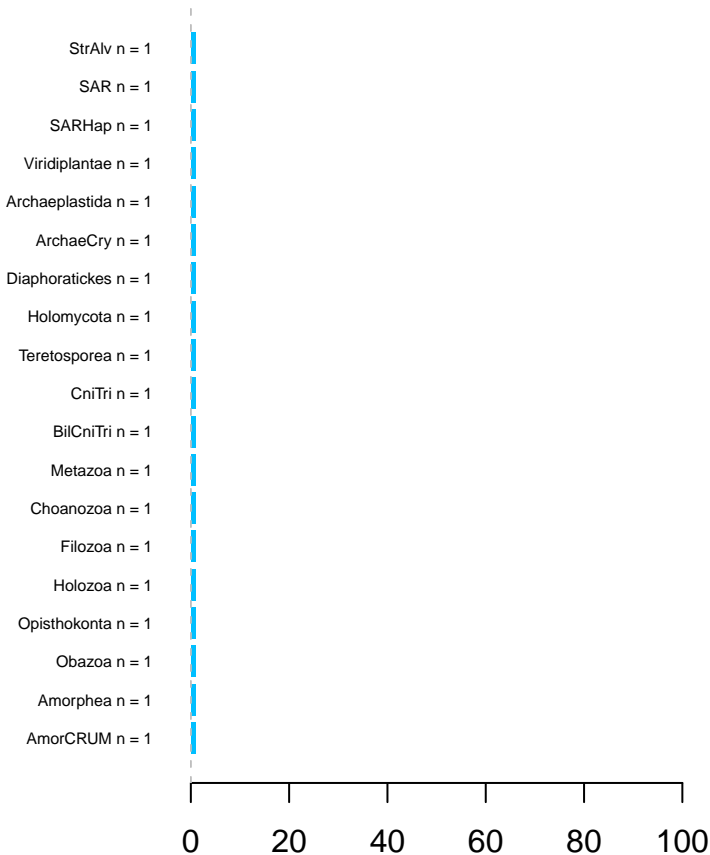 StrAlv n = 1
SAR n = 1
SARHap n = 1
Viridiplantae n = 1
Archaeplastida n = 1
ArchaeCry n = 1
Diaphoratickes n = 1
Holomycota n = 1
Teretosporea n = 1
CniTri n = 1
BilCniTri n = 1
Metazoa n = 1
Choanozoa n = 1
Filozoa n = 1
Holozoa n = 1
Opisthokonta n = 1
Obazoa n = 1
Amorphea n = 1
AmorCRUM n = 1
0 20 40 60 80 100